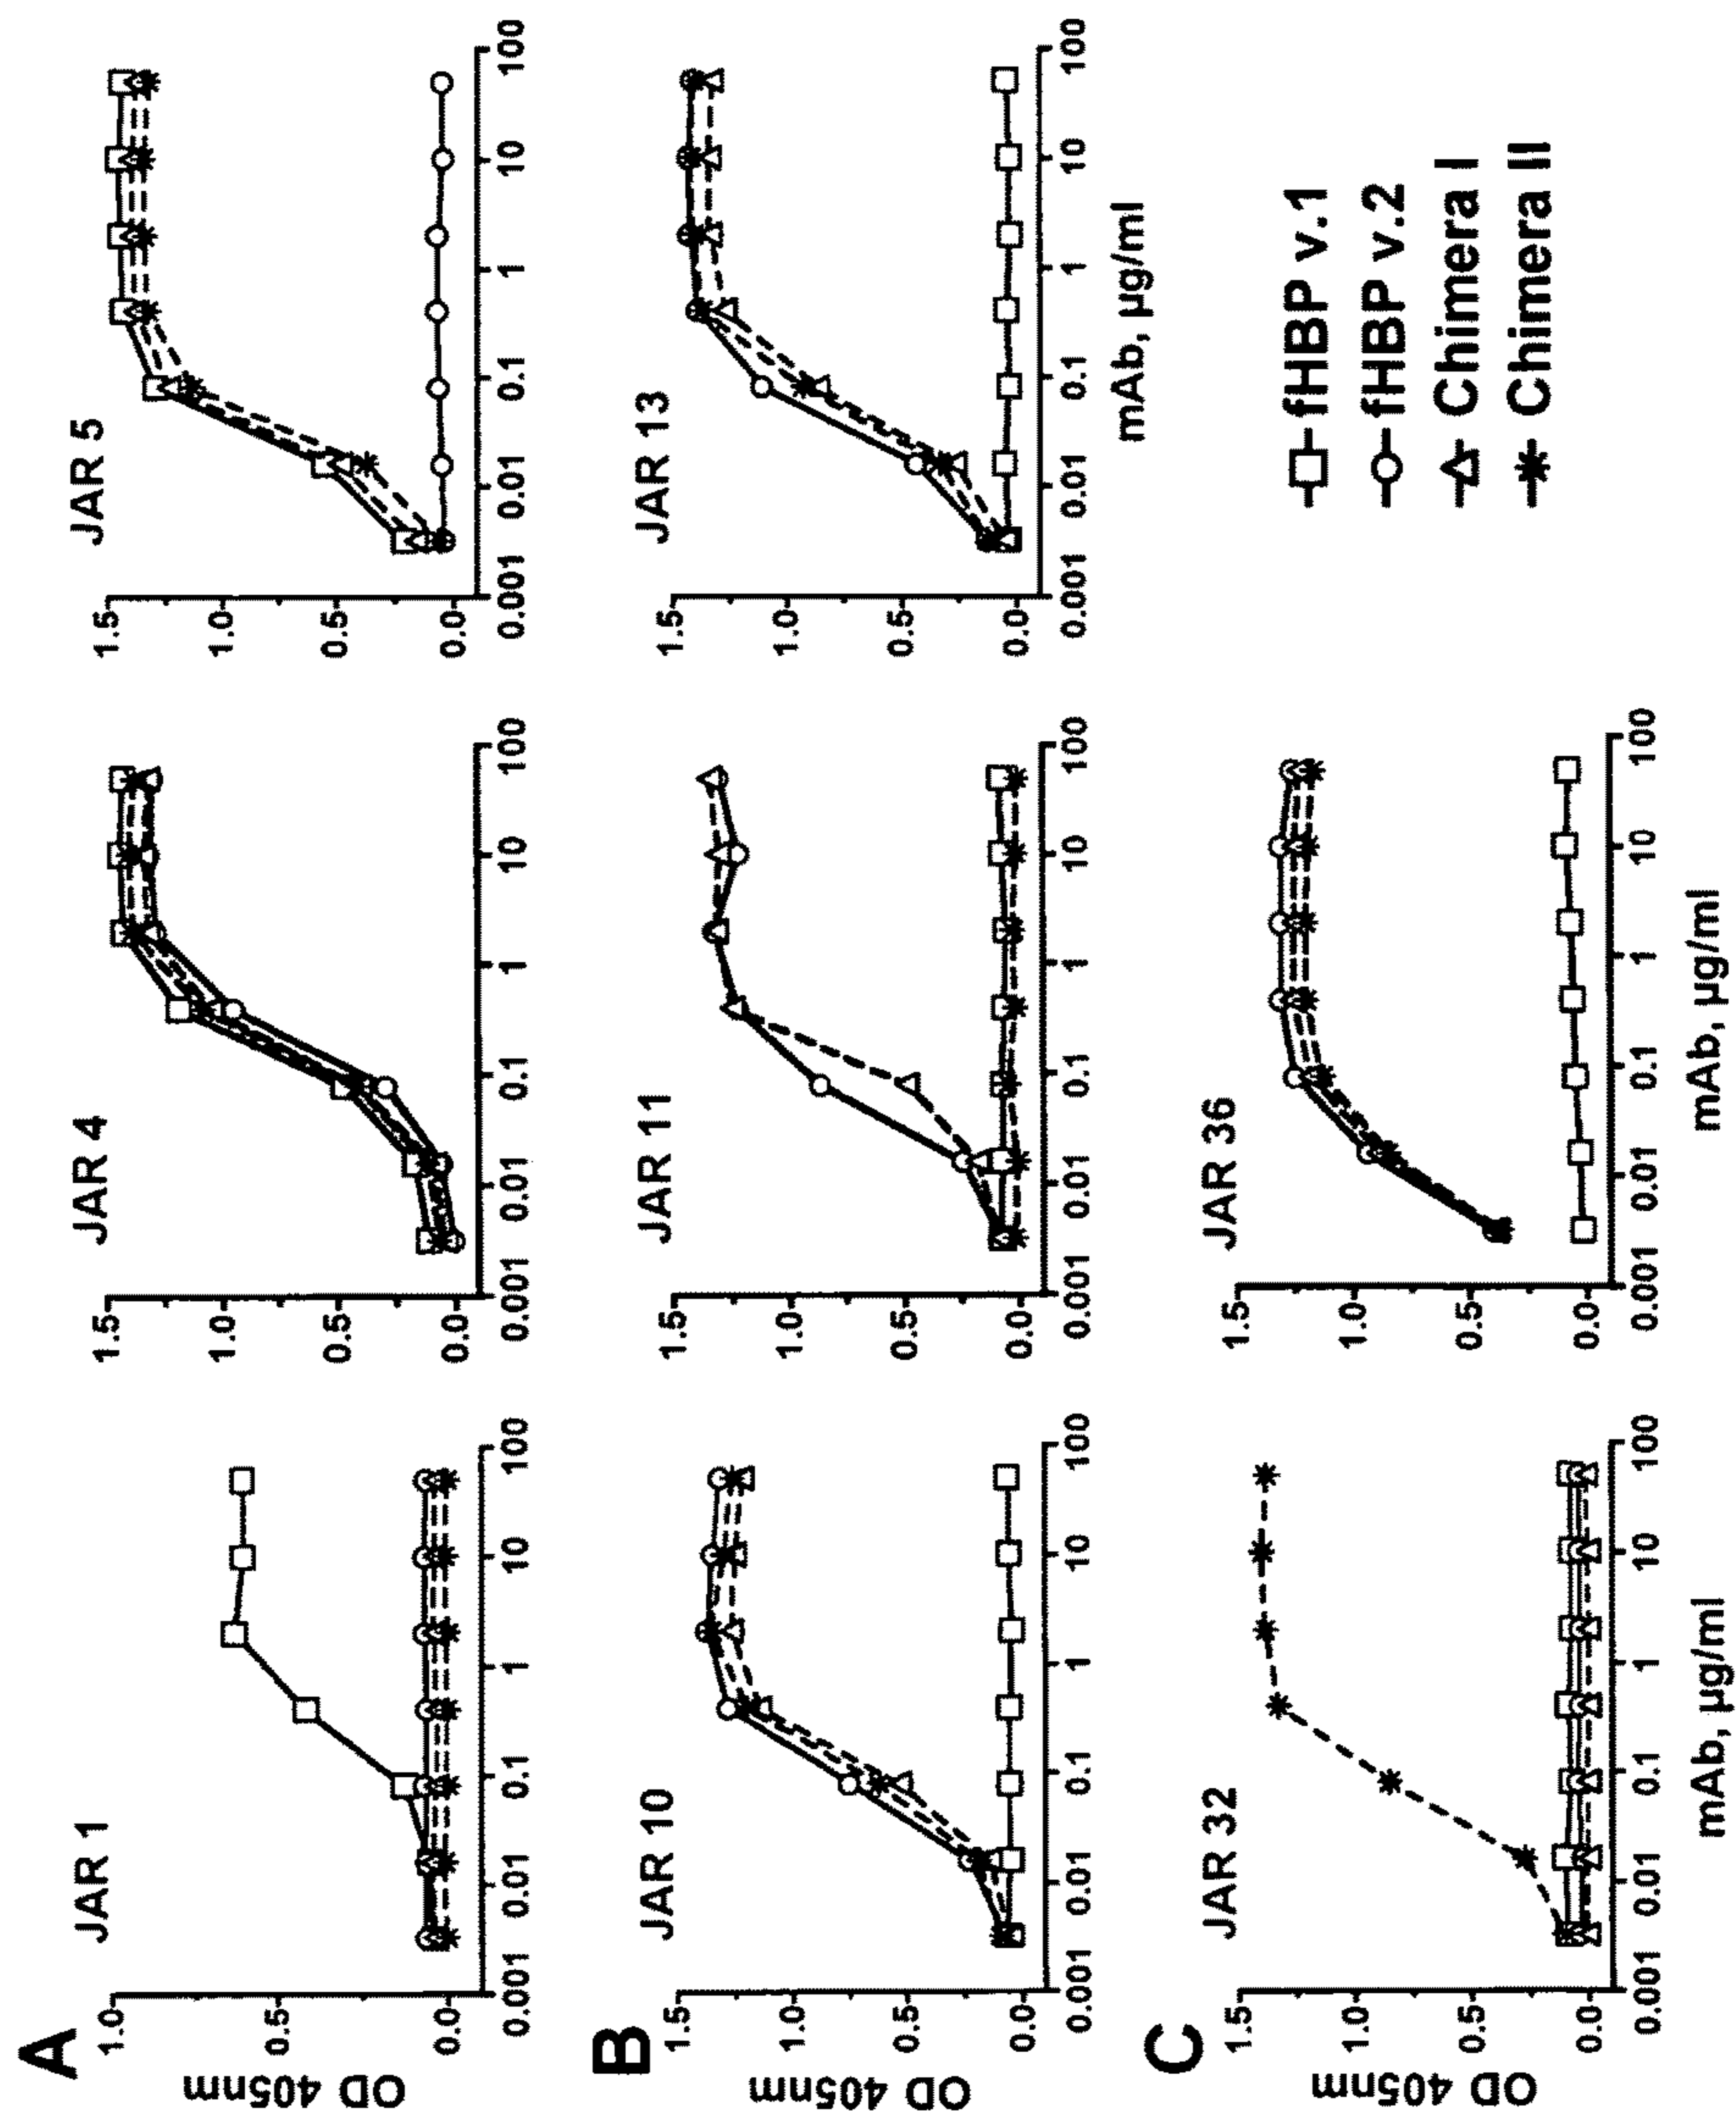 A
JAR 1
JAR 4
JAR 5
OD 405nm
1.0
0.5
0.0
0.001 0.01 0.1 1 10 100
1.5
1.0
0.5
0.0
0.001 0.01 0.1 1 10 100
1.5
1.0
0.5
0.0
0.001 0.01 0.1 1 10 100
B
JAR 10
JAR 11
JAR 13
OD 405nm
1.5
1.0
0.5
0.0
0.001 0.01 0.1 1 10 100
1.5
1.0
0.5
0.0
0.001 0.01 0.1 1 10 100
1.5
1.0
0.5
0.0
0.001 0.01 0.1 1 10 100
mAb, µg/ml
C
JAR 32
JAR 36
OD 405nm
1.5
1.0
0.5
0.0
0.001 0.01 0.1 1 10 100
mAb, µg/ml
1.5
1.0
0.5
0.0
0.001 0.01 0.1 1 10 100
mAb, µg/ml
fHBP v.1
fHBP v.2
Chimera I
Chimera II